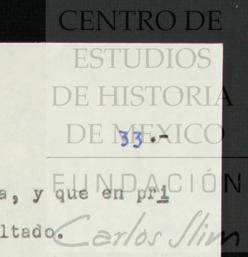 CENTRO DE
ESTUDIOS
DE HISTORIA
DE MEXICO
33.-
FUNDACIÓN
a, y que en pri
ltado.
Carlos Slim